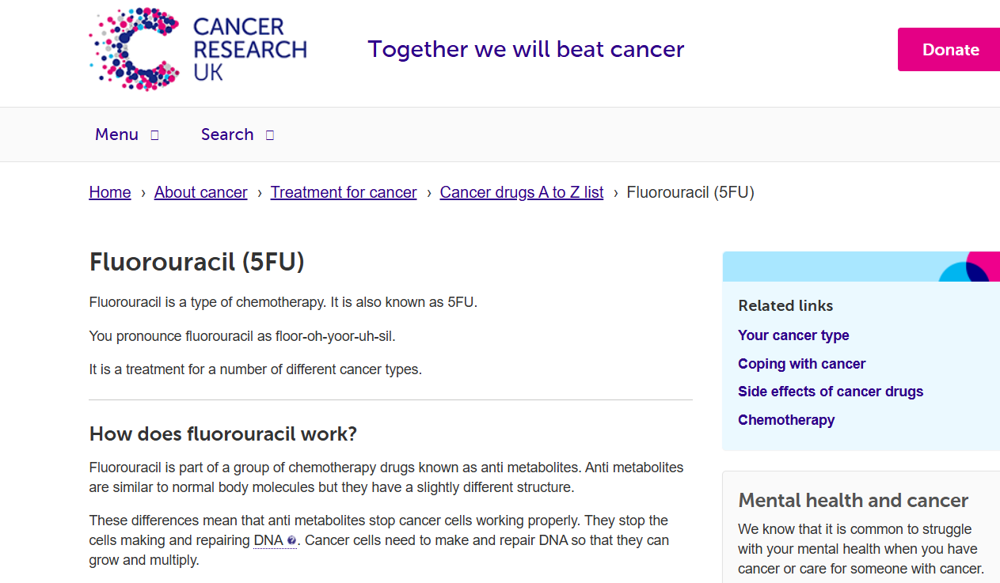 CANCER
RESEARCH
UK
Together we will beat cancer
Donate
Menu
Search
Home › About cancer › Treatment for cancer › Cancer drugs A to Z list › Fluorouracil (5FU)
Fluorouracil (5FU)
Fluorouracil is a type of chemotherapy. It is also known as 5FU.
You pronounce fluorouracil as floor-oh-yoor-uh-sil.
It is a treatment for a number of different cancer types.
How does fluorouracil work?
Fluorouracil is part of a group of chemotherapy drugs known as anti metabolites. Anti metabolites
are similar to normal body molecules but they have a slightly different structure.
These differences mean that anti metabolites stop cancer cells working properly. They stop the
cells making and repairing DNA ?. Cancer cells need to make and repair DNA so that they can
grow and multiply.
Related links
Your cancer type
Coping with cancer
Side effects of cancer drugs
Chemotherapy
Mental health and cancer
We know that it is common to struggle
with your mental health when you have
cancer or care for someone with cancer.